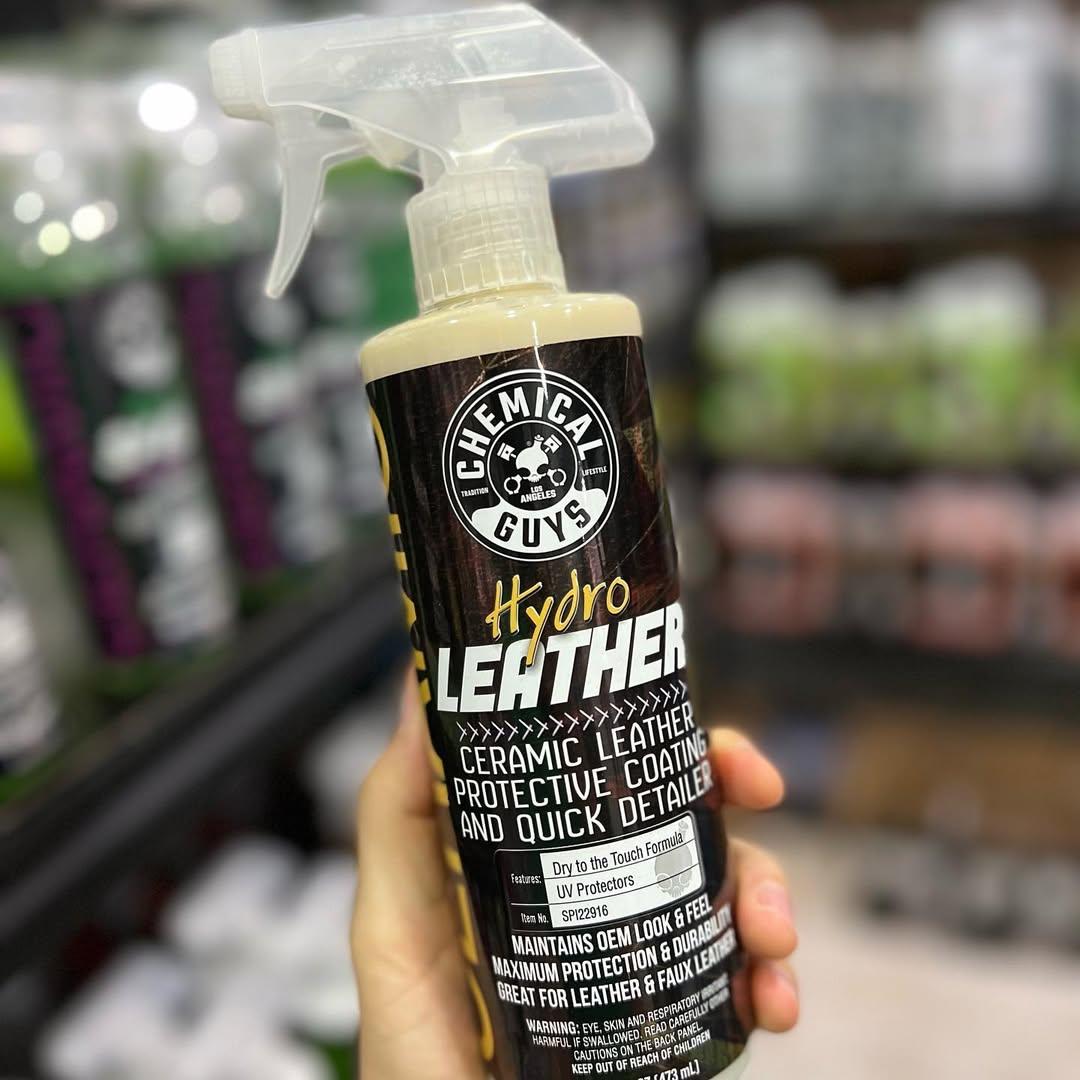 CHEMICAL
TRADITION
LIFESTYLE
LOS
ANGELES
GUYS
Hydro
LEATHER
CERAMIC LEATHER
PROTECTIVE COATING
AND QUICK DETAILER
Features: Dry to the Touch Formula
UV Protectors
Item No. SPI22916
MAINTAINS OEM LOOK & FEEL
MAXIMUM PROTECTION & DURABILITY
GREAT FOR LEATHER & FAUX LEATHER
WARNING: EYE, SKIN AND RESPIRATORY IRRITANT.
HARMFUL IF SWALLOWED. READ CAREFULLY OTHER
CAUTIONS ON THE BACK PANEL.
KEEP OUT OF REACH OF CHILDREN
(473 mL)